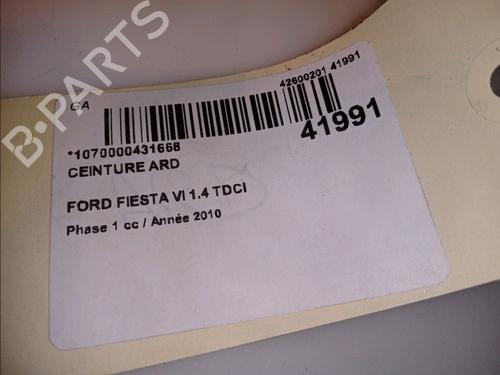 B-PARTS
GA
42600201 41991
41991
*1070000431668
CEINTURE ARD
FORD FIESTA VI 1.4 TDCI
Phase 1 cc / Année 2010